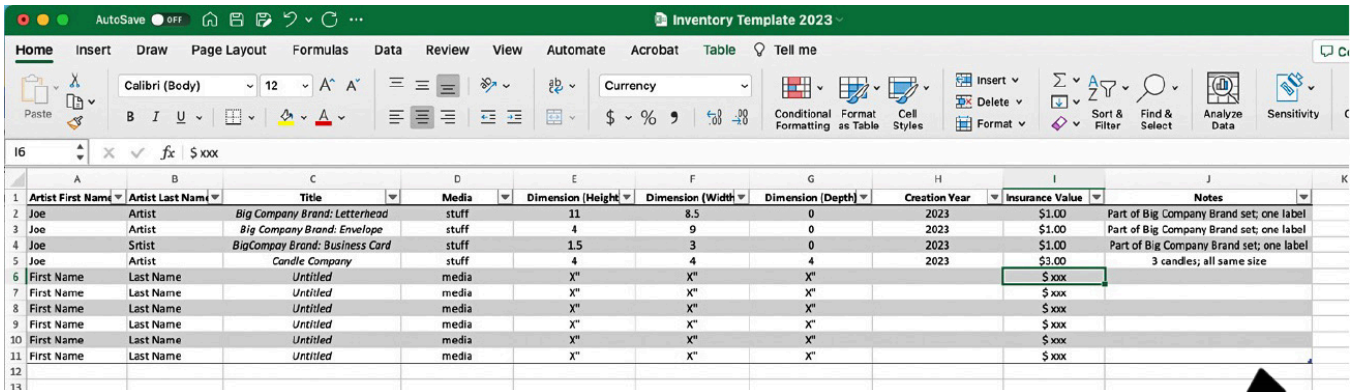 AutoSave OFF Inventory Template 2023
Home Insert Draw Page Layout Formulas Data Review View Automate Acrobat Table Tell me
Paste Calibri (Body) 12 A^ A˅ Currency Conditional Formatting Format as Table Cell Styles Insert Delete Format Sort & Filter Find & Select Analyze Data Sensitivity
B I U A $ % 9
I6 fx $ xxx
A B C D E F G H I J K
1 Artist First Name Artist Last Name Title Media Dimension (Height Dimension (Width Dimension (Depth) Creation Year Insurance Value Notes
2 Joe Artist Big Company Brand: Letterhead stuff 11 8.5 0 2023 $1.00 Part of Big Company Brand set; one label
3 Joe Artist Big Company Brand: Envelope stuff 4 9 0 2023 $1.00 Part of Big Company Brand set; one label
4 Joe Srtist BigCompay Brand: Business Card stuff 1.5 3 0 2023 $1.00 Part of Big Company Brand set; one label
5 Joe Artist Candle Company stuff 4 4 4 2023 $3.00 3 candles; all same size
6 First Name Last Name Untitled media X" X" X" $ xxx
7 First Name Last Name Untitled media X" X" X" $ xxx
8 First Name Last Name Untitled media X" X" X" $ xxx
9 First Name Last Name Untitled media X" X" X" $ xxx
10 First Name Last Name Untitled media X" X" X" $ xxx
11 First Name Last Name Untitled media X" X" X" $ xxx
12
13